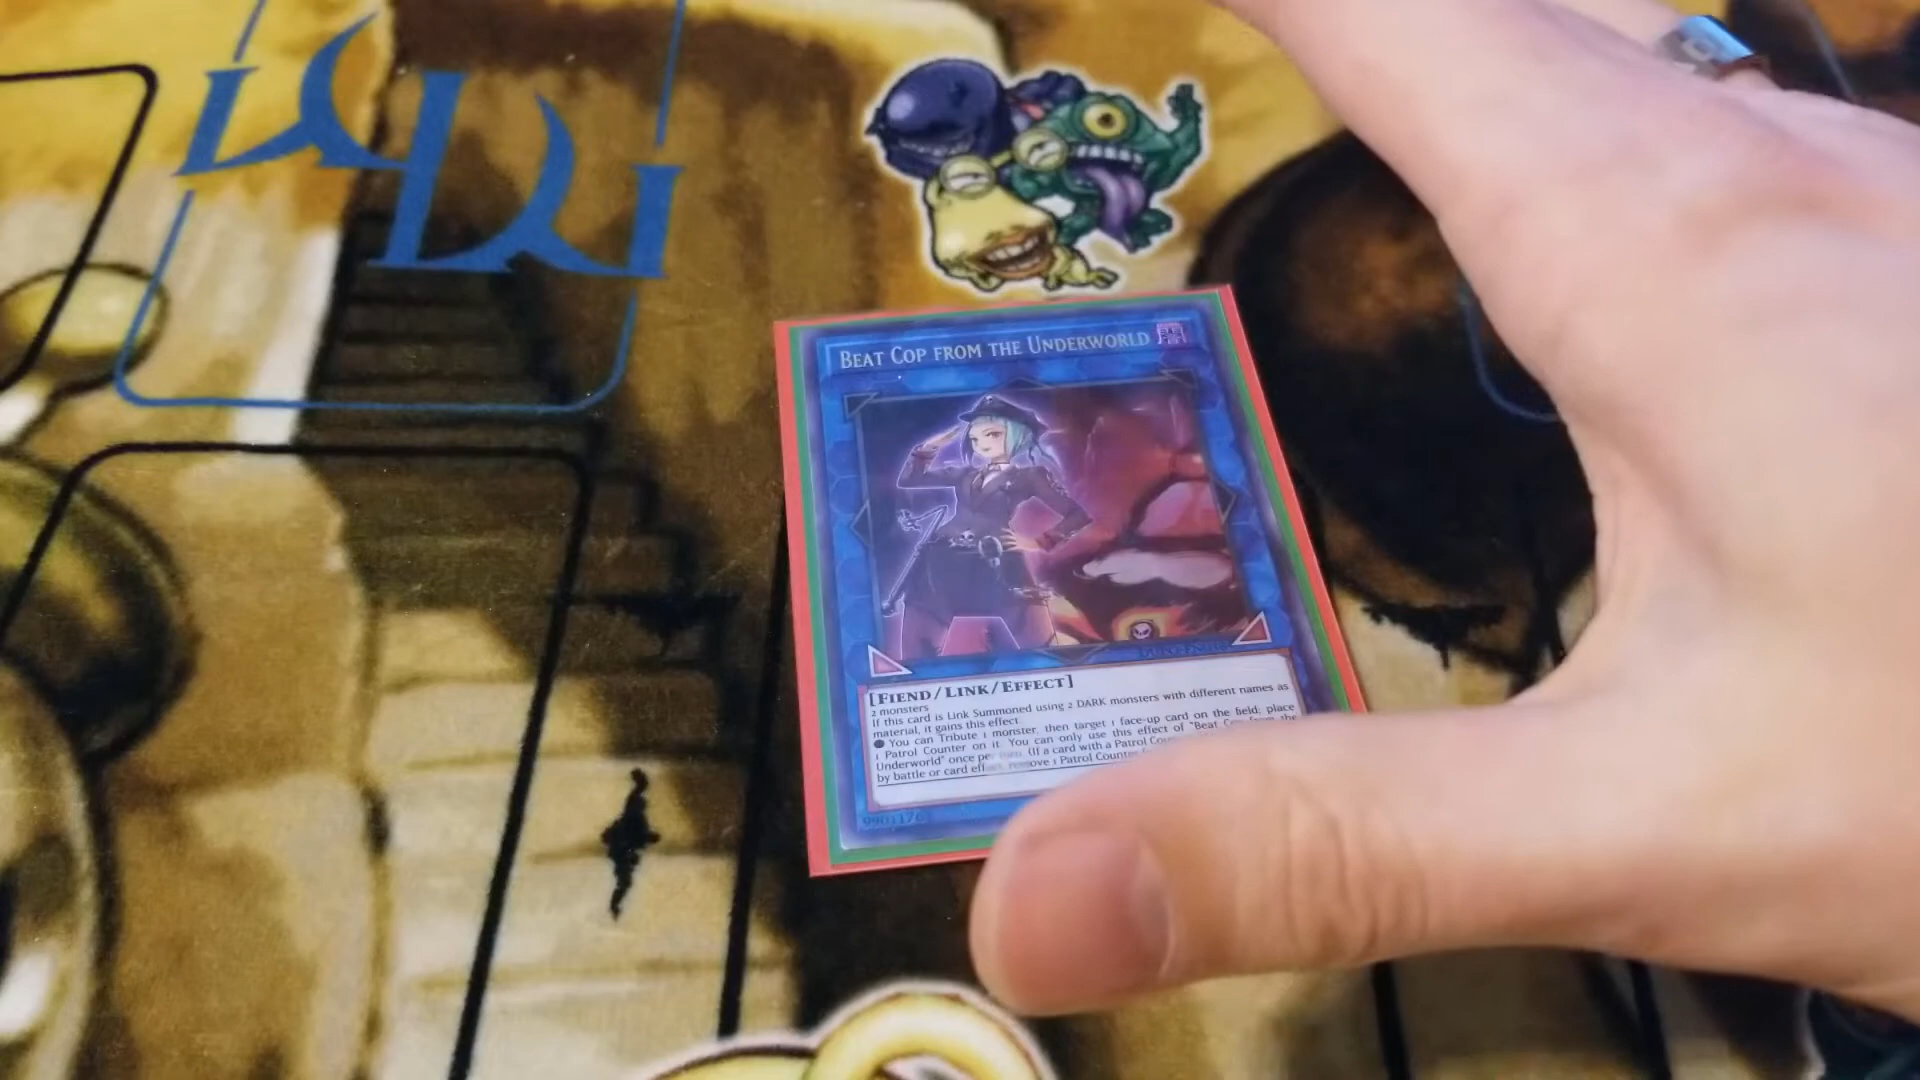 BEAT COP FROM THE UNDERWORLD
[FIEND/LINK/EFFECT]
2 monsters
If this card is Link Summoned using 2 DARK monsters with different names as
material, it gains this effect.
● You can Tribute 1 monster, then target 1 face-up card on the field; place
1 Patrol Counter on it. You can only use this effect of "Beat Cop from the
Underworld" once per turn. (If a card with a Patrol
by battle or card effect, remove 1 Patrol Counter